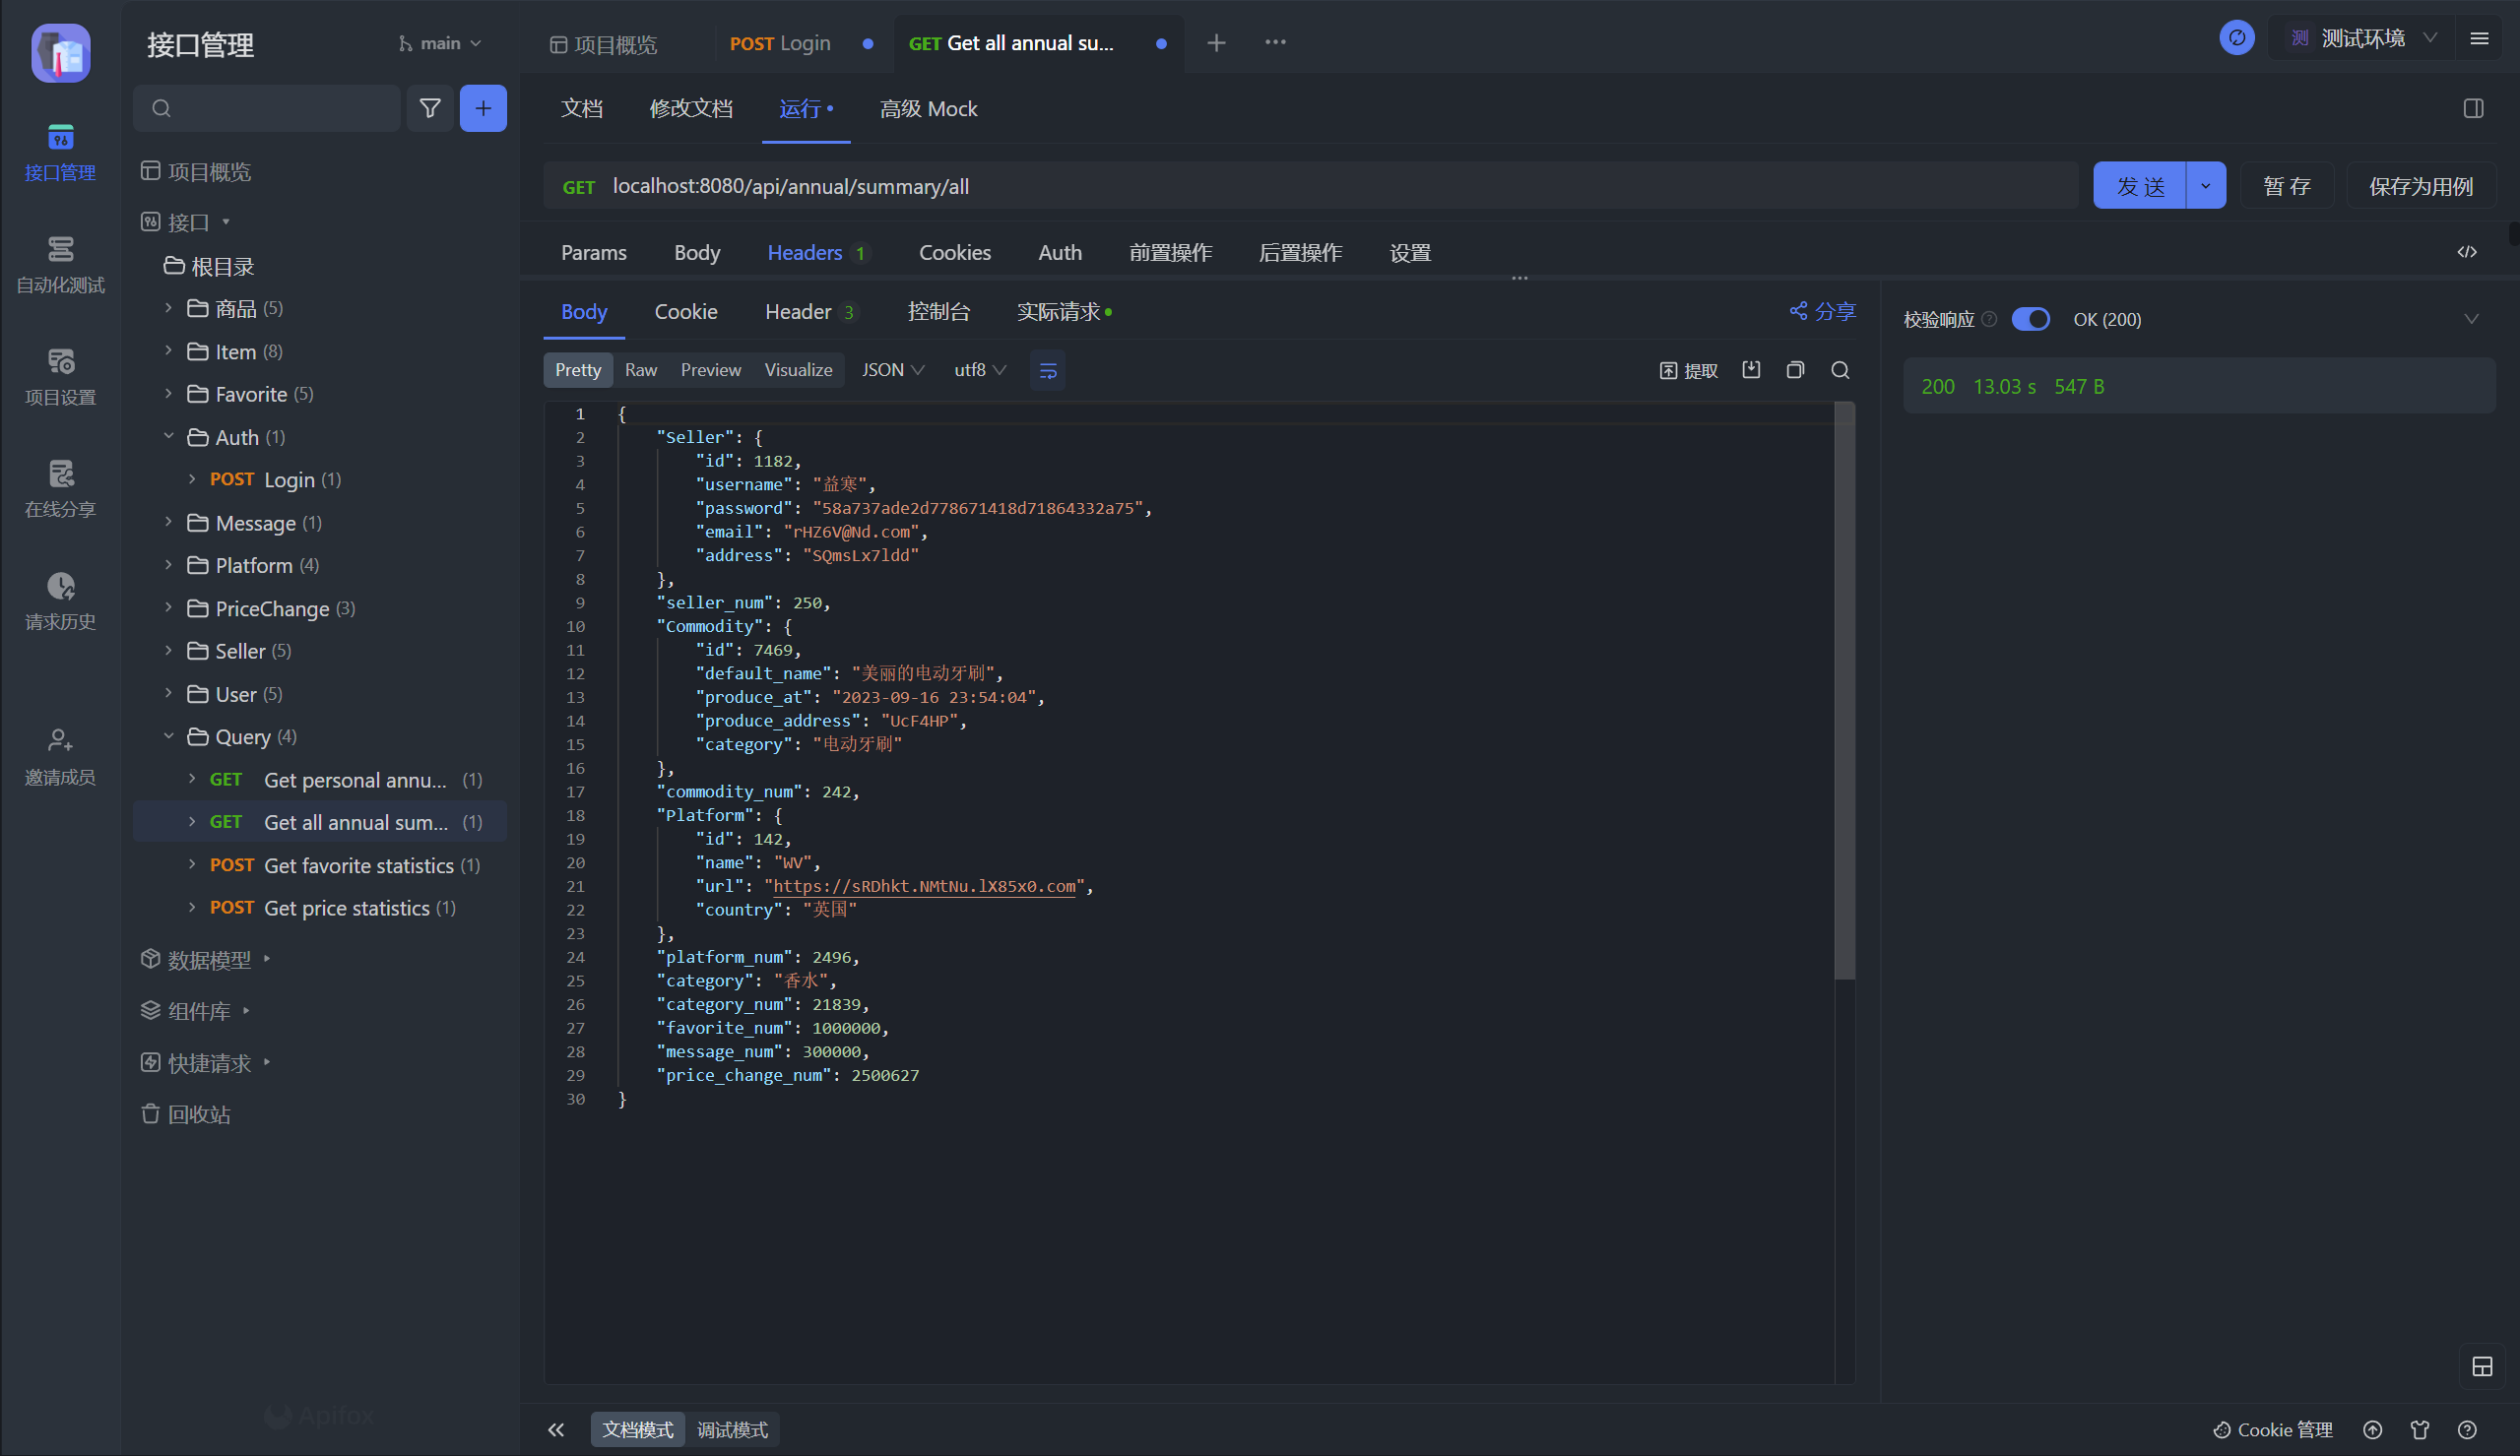 接口管理
自动化测试
项目设置
在线分享
请求历史
邀请成员
接口管理 main
项目概览
接口
根目录
商品 (5)
Item (8)
Favorite (5)
Auth (1)
POST Login (1)
Message (1)
Platform (4)
PriceChange (3)
Seller (5)
User (5)
Query (4)
GET Get personal annu... (1)
GET Get all annual sum... (1)
POST Get favorite statistics (1)
POST Get price statistics (1)
数据模型
组件库
快捷请求
回收站
Apifox
项目概览 POST Login GET Get all annual su... 测 测试环境
文档 修改文档 运行 高级 Mock
GET localhost:8080/api/annual/summary/all 发 送 暂 存 保存为用例
Params Body Headers 1 Cookies Auth 前置操作 后置操作 设置
Body Cookie Header 3 控制台 实际请求 分享
Pretty Raw Preview Visualize JSON utf8 提取
1 {
2 "Seller": {
3 "id": 1182,
4 "username": "益寒",
5 "password": "58a737ade2d778671418d71864332a75",
6 "email": "rHZ6V@Nd.com",
7 "address": "SQmsLx7ldd"
8 },
9 "seller_num": 250,
10 "Commodity": {
11 "id": 7469,
12 "default_name": "美丽的电动牙刷",
13 "produce_at": "2023-09-16 23:54:04",
14 "produce_address": "UcF4HP",
15 "category": "电动牙刷"
16 },
17 "commodity_num": 242,
18 "Platform": {
19 "id": 142,
20 "name": "WV",
21 "url": "https://sRDhkt.NMtNu.lX85x0.com",
22 "country": "英国"
23 },
24 "platform_num": 2496,
25 "category": "香水",
26 "category_num": 21839,
27 "favorite_num": 1000000,
28 "message_num": 300000,
29 "price_change_num": 2500627
30 }
校验响应 OK (200)
200 13.03 s 547 B
文档模式 调试模式 Cookie 管理